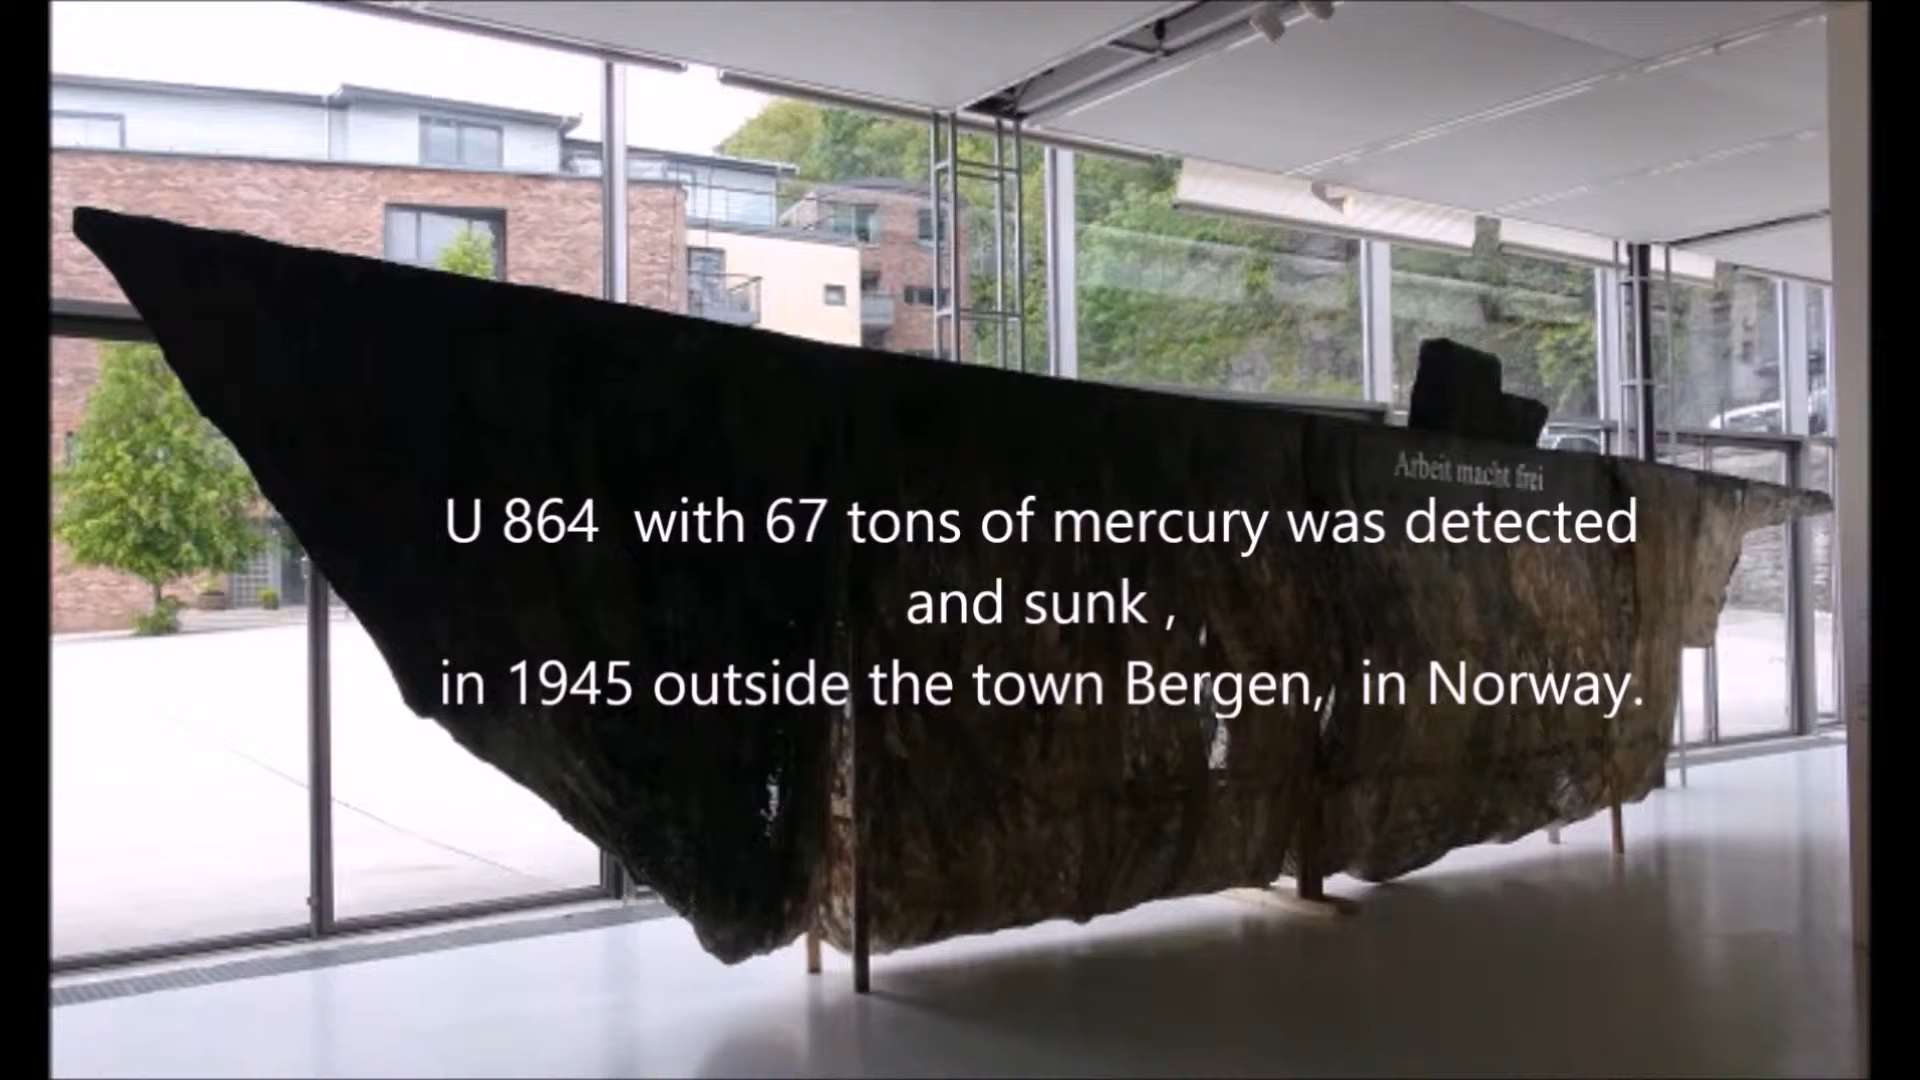 Arbeit macht frei
U 864  with 67 tons of mercury was detected
and sunk ,
in 1945 outside the town Bergen,  in Norway.